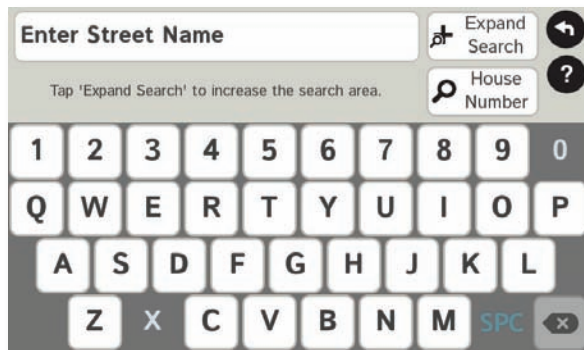 Enter Street Name
Expand
Search
Tap 'Expand Search' to increase the search area.
?
House
Number
1 2 3 4 5 6 7 8 9 0
Q W E R T Y U I O P
A S D F G H J K L
Z X C V B N M SPC